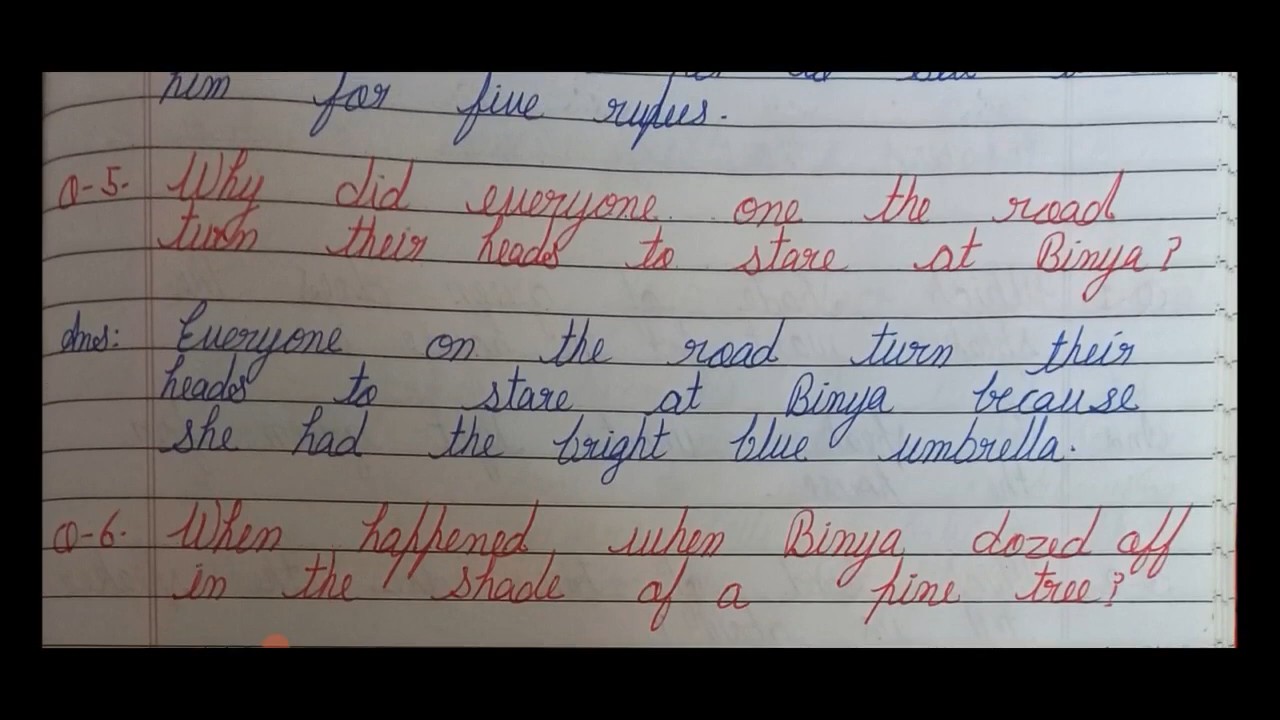 him for five rupees.
Q-5. Why did everyone one the road
turn their heads to stare at Binya?
Ans: Everyone on the road turn their
heads to stare at Binya because
she had the bright blue umbrella.
Q-6. When happened when Binya dozed off
in the shade of a pine tree?